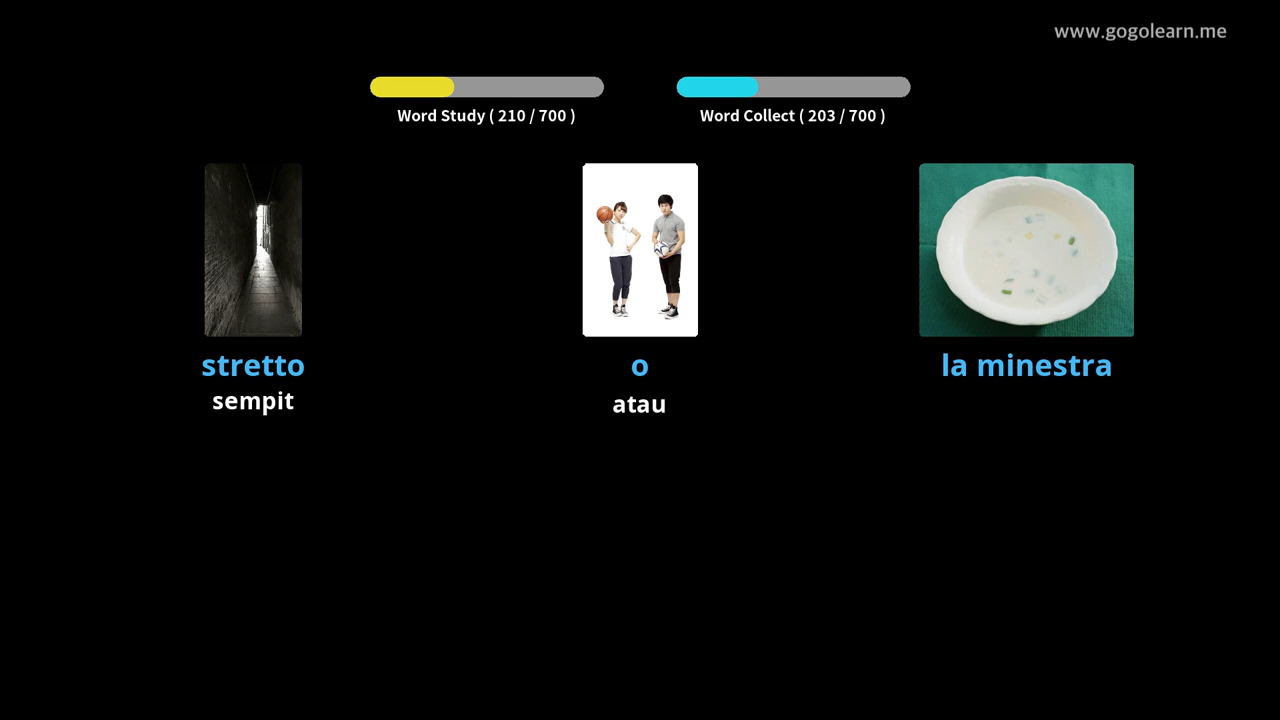 www.gogolearn.me
Word Study ( 210 / 700 )
Word Collect ( 203 / 700 )
stretto
sempit
o
atau
la minestra